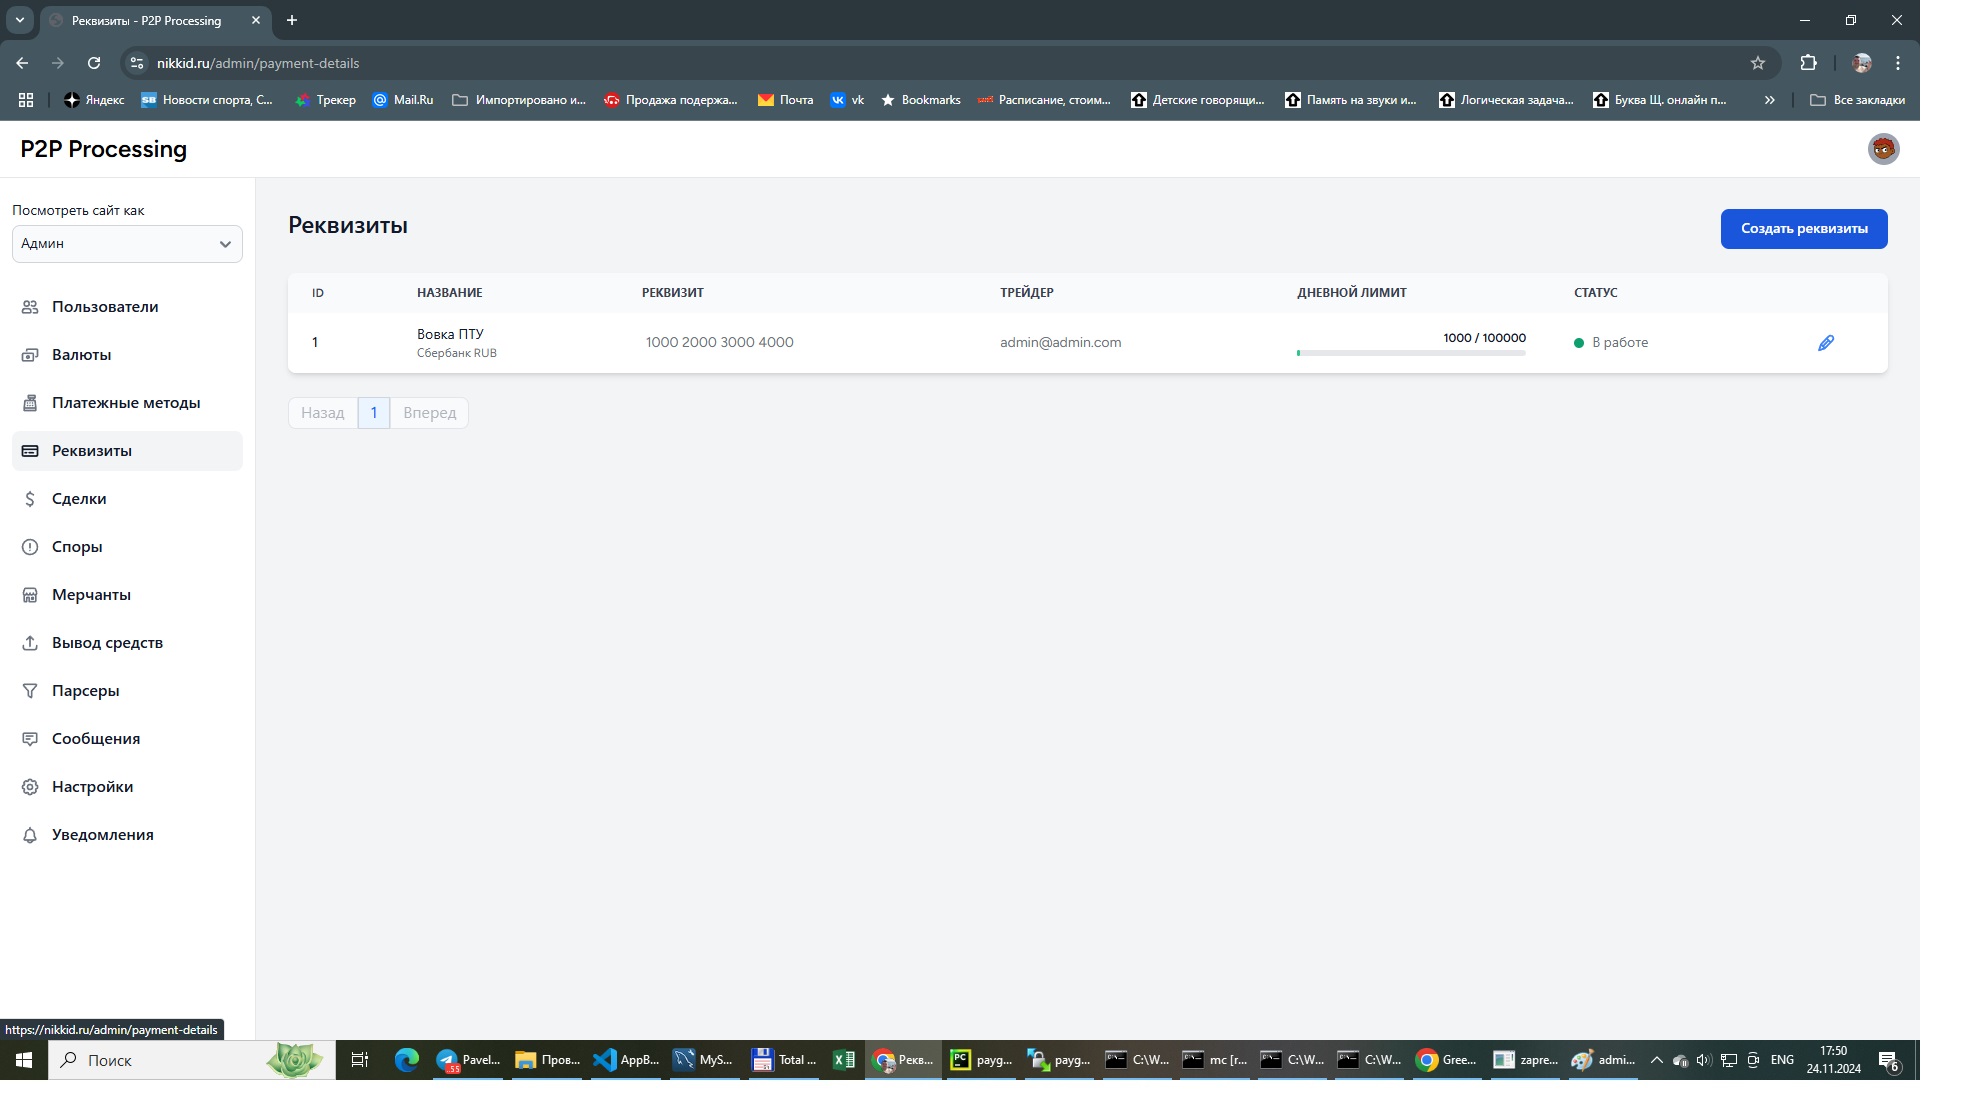 Реквизиты - P2P Processing
nikkid.ru/admin/payment-details
Яндекс
Новости спорта, С...
Трекер
Mail.Ru
Импортировано и...
Продажа подержа...
Почта
vk
Bookmarks
Расписание, стоим...
Детские говорящи...
Память на звуки и...
Логическая задача...
Буква Щ. онлайн п...
Все закладки
P2P Processing
Посмотреть сайт как
Админ
Пользователи
Валюты
Платежные методы
Реквизиты
Сделки
Споры
Мерчанты
Вывод средств
Парсеры
Сообщения
Настройки
Уведомления
Реквизиты
Создать реквизиты
ID НАЗВАНИЕ РЕКВИЗИТ ТРЕЙДЕР ДНЕВНОЙ ЛИМИТ СТАТУС
1 Вовка ПТУ 1000 2000 3000 4000 admin@admin.com 1000 / 100000 В работе
Сбербанк RUB
Назад 1 Вперед
https://nikkid.ru/admin/payment-details
Поиск
Pavel...
Пров...
AppB...
MyS...
Total ...
Рекв...
payg...
payg...
C:\W...
mc [r...
C:\W...
C:\W...
Gree...
zapre...
admi...
ENG
17:50
24.11.2024
6